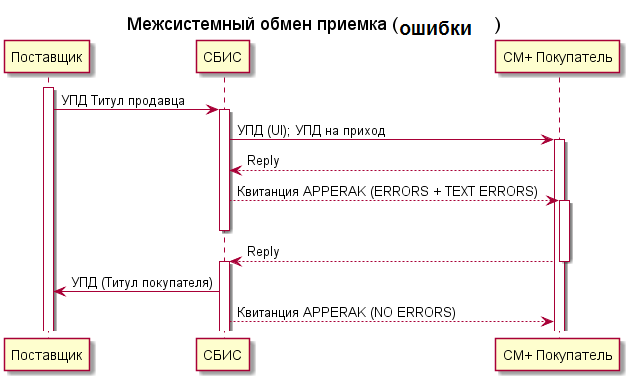 Межсистемный обмен приемка (ошибки )
Поставщик СБИС СМ+ Покупатель
УПД Титул продавца
УПД (UI); УПД на приход
Reply
Квитанция APPERAK (ERRORS + TEXT ERRORS)
Reply
УПД (Титул покупателя)
Квитанция APPERAK (NO ERRORS)
Поставщик СБИС СМ+ Покупатель